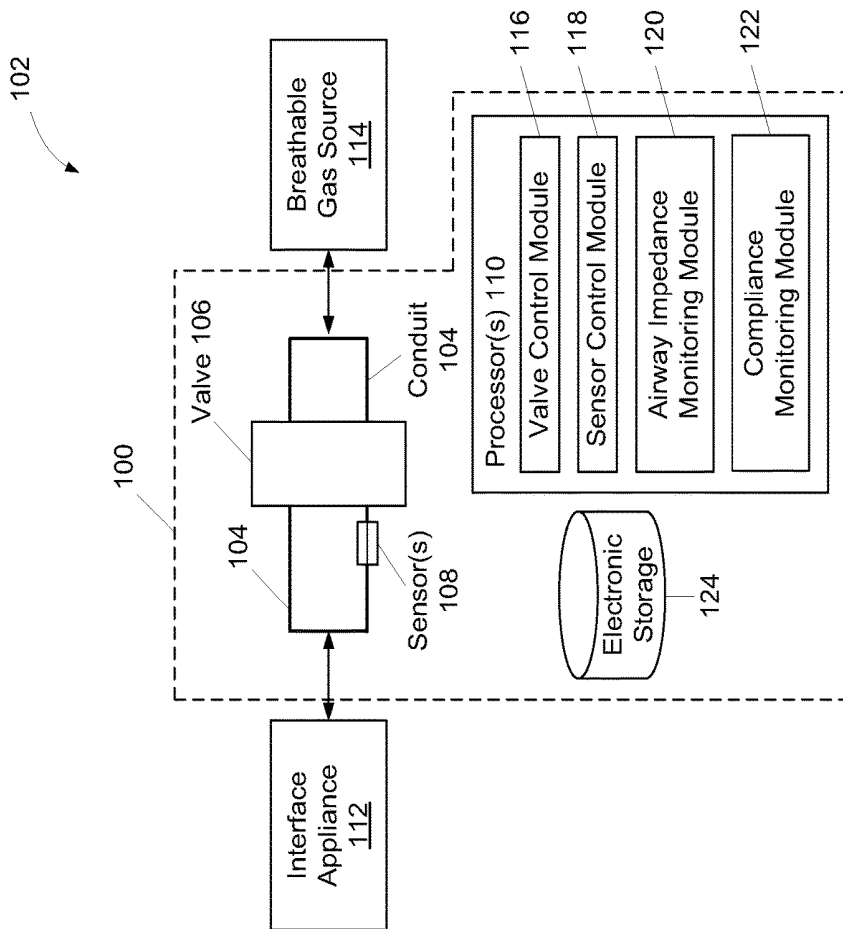 102
100
Interface
Appliance
112
104
Valve 106
Sensor(s)
108
Conduit
104
Breathable
Gas Source
114
Electronic
Storage
124
Processor(s) 110
Valve Control Module
116
Sensor Control Module
118
Airway Impedance
Monitoring Module
120
Compliance
Monitoring Module
122